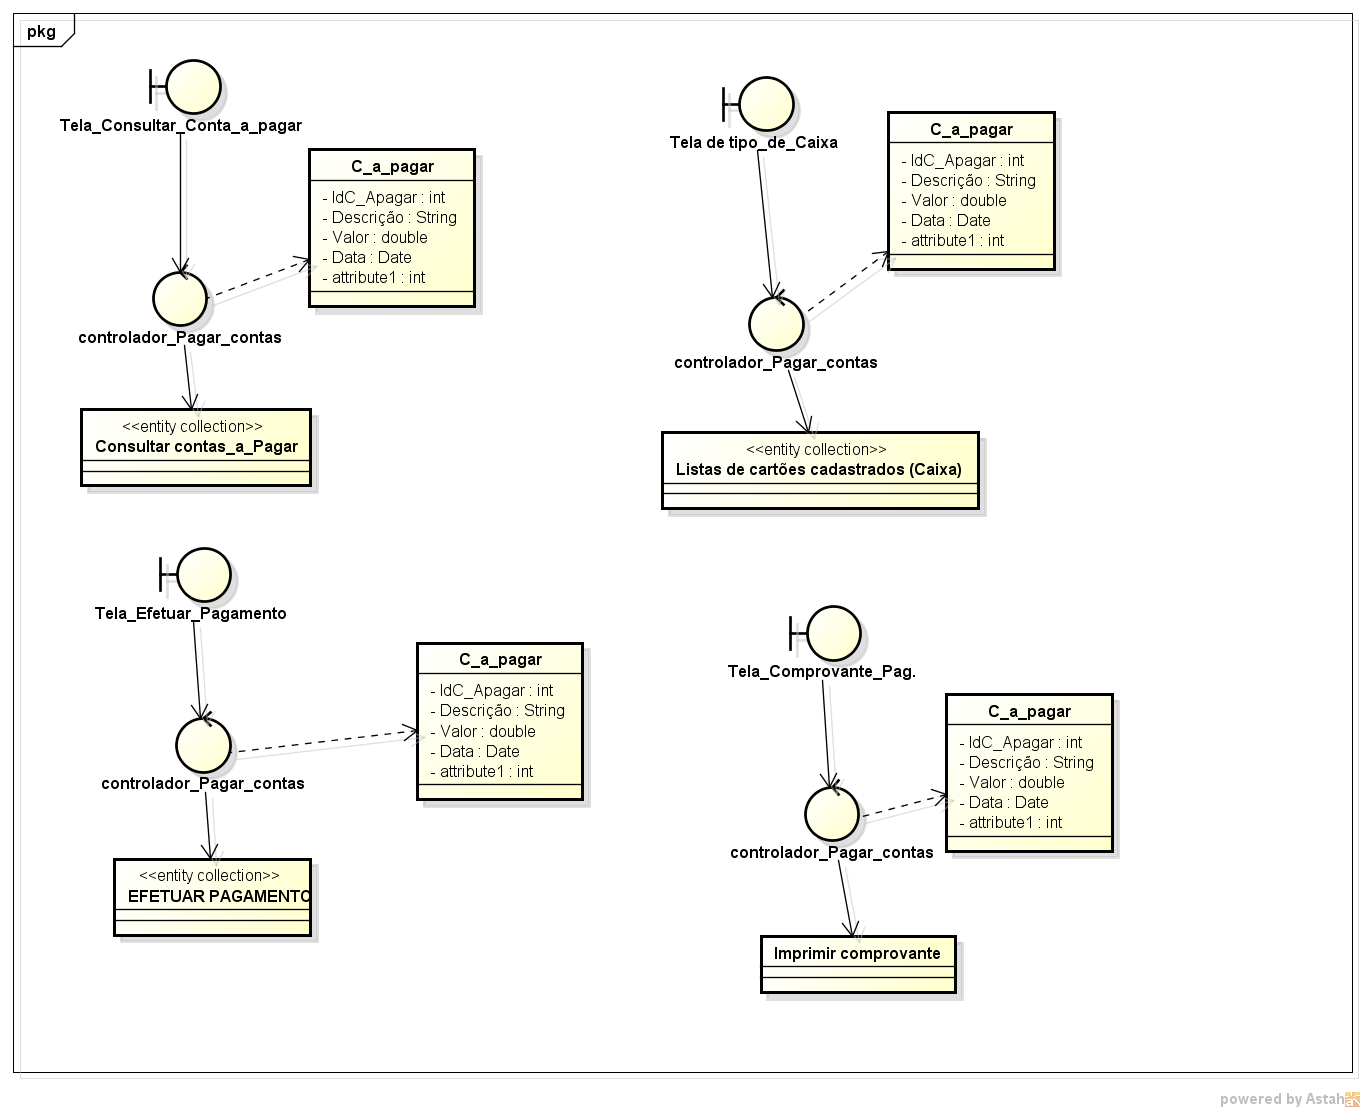 pkg
Tela_Consultar_Conta_a_pagar
C_a_pagar
- IdC_Apagar : int
- Descrição : String
- Valor : double
- Data : Date
- attribute1 : int
controlador_Pagar_contas
<<entity collection>>
Consultar contas_a_Pagar
Tela de tipo_de_Caixa
C_a_pagar
- IdC_Apagar : int
- Descrição : String
- Valor : double
- Data : Date
- attribute1 : int
controlador_Pagar_contas
<<entity collection>>
Listas de cartões cadastrados (Caixa)
Tela_Efetuar_Pagamento
C_a_pagar
- IdC_Apagar : int
- Descrição : String
- Valor : double
- Data : Date
- attribute1 : int
controlador_Pagar_contas
<<entity collection>>
EFETUAR PAGAMENTO
Tela_Comprovante_Pag.
C_a_pagar
- IdC_Apagar : int
- Descrição : String
- Valor : double
- Data : Date
- attribute1 : int
controlador_Pagar_contas
Imprimir comprovante
powered by Astah